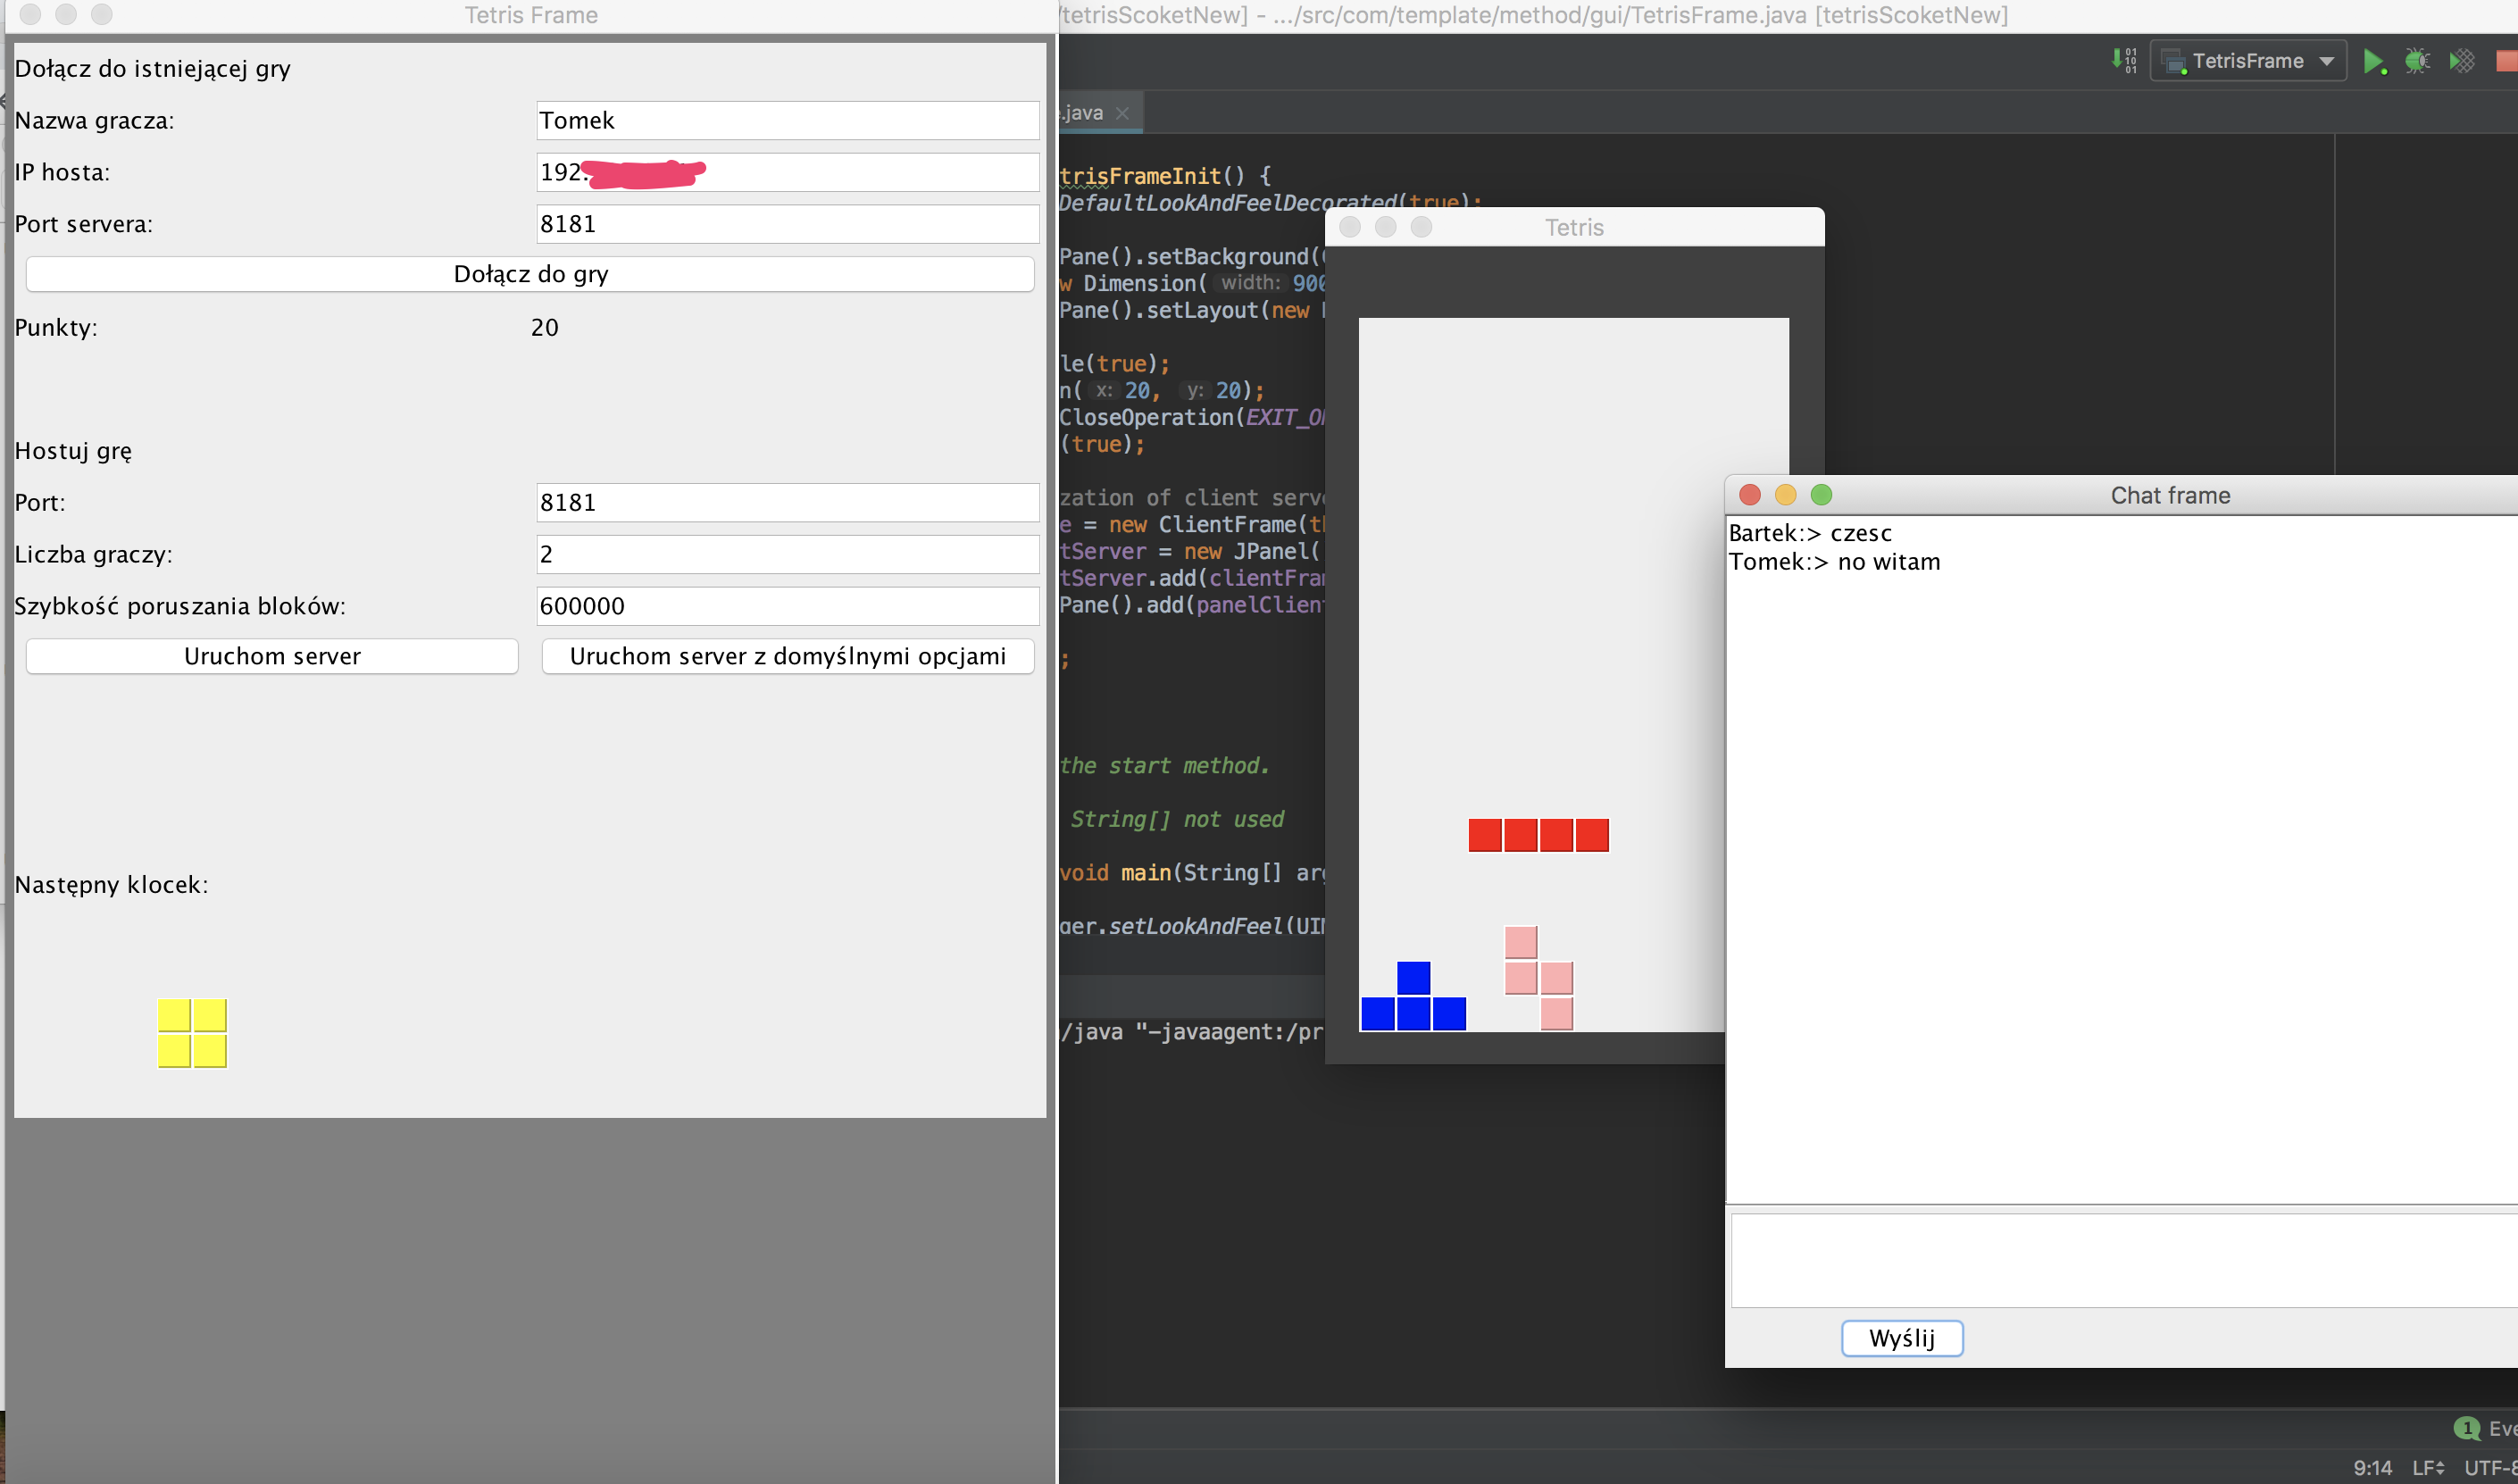 Tetris Frame
Dołącz do istniejącej gry
Nazwa gracza:
Tomek
IP hosta:
192.
Port servera:
8181
Dołącz do gry
Punkty:
20
Hostuj grę
Port:
8181
Liczba graczy:
2
Szybkość poruszania bloków:
600000
Uruchom server
Uruchom server z domyślnymi opcjami
Następny klocek:
/tetrisScoketNew] - .../src/com/template/method/gui/TetrisFrame.java [tetrisScoketNew]
TetrisFrame
.java
trisFrameInit() {
DefaultLookAndFeelDecorated(true);
Pane().setBackground(
w Dimension( width: 900
Pane().setLayout(new
le(true);
n( x: 20, y: 20);
CloseOperation(EXIT_O
(true);
zation of client serv
e = new ClientFrame(t
tServer = new JPanel(
tServer.add(clientFra
Pane().add(panelClient
;
the start method.
String[] not used
void main(String[] ar
ger.setLookAndFeel(UI
/java "-javaagent:/pr
Tetris
Chat frame
Bartek:> czesc
Tomek:> no witam
Wyślij
1 Eve
9:14 LF UTF-8